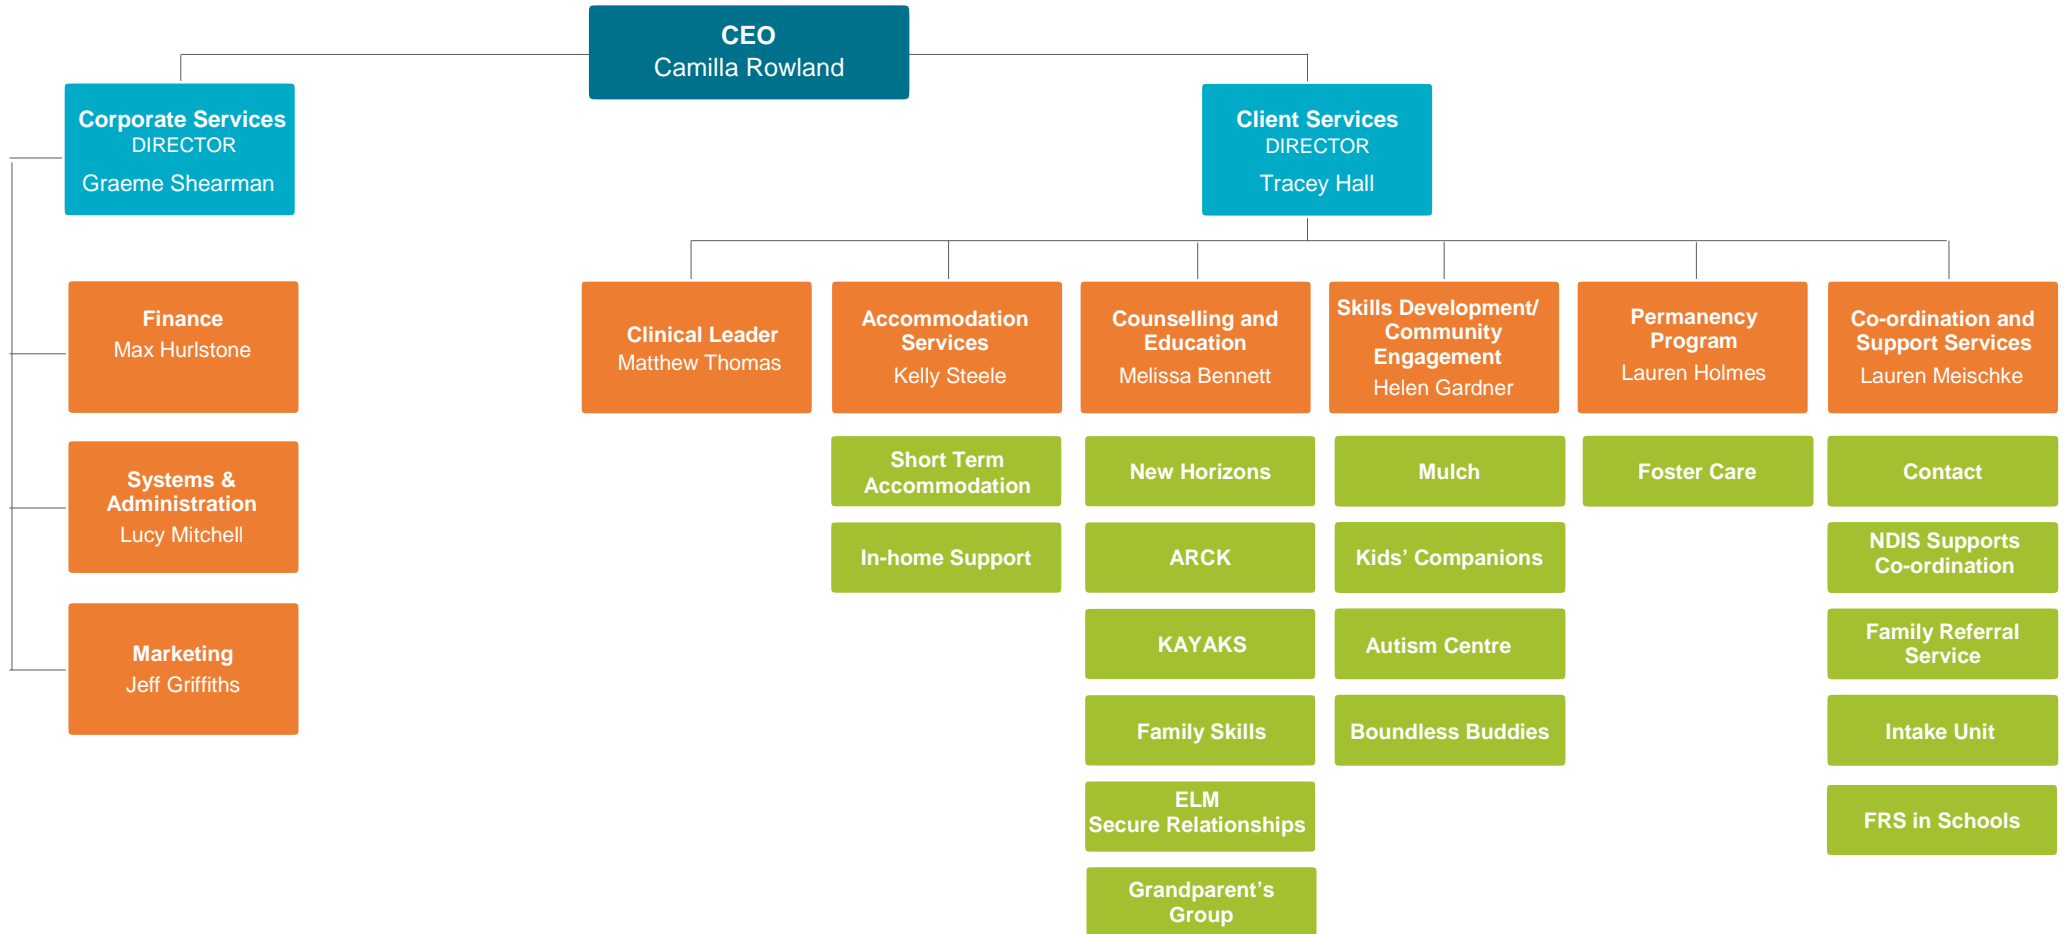 CEO
Camilla Rowland
Corporate Services
DIRECTOR
Graeme Shearman
Client Services
DIRECTOR
Tracey Hall
Finance
Max Hurlstone
Systems &
Administration
Lucy Mitchell
Marketing
Jeff Griffiths
Clinical Leader
Matthew Thomas
Accommodation
Services
Kelly Steele
Short Term
Accommodation
In-home Support
Counselling and
Education
Melissa Bennett
New Horizons
ARCK
KAYAKS
Family Skills
ELM
Secure Relationships
Grandparent’s
Group
Skills Development/
Community
Engagement
Helen Gardner
Mulch
Kids’ Companions
Autism Centre
Boundless Buddies
Permanency
Program
Lauren Holmes
Foster Care
Co-ordination and
Support Services
Lauren Meischke
Contact
NDIS Supports
Co-ordination
Family Referral
Service
Intake Unit
FRS in Schools